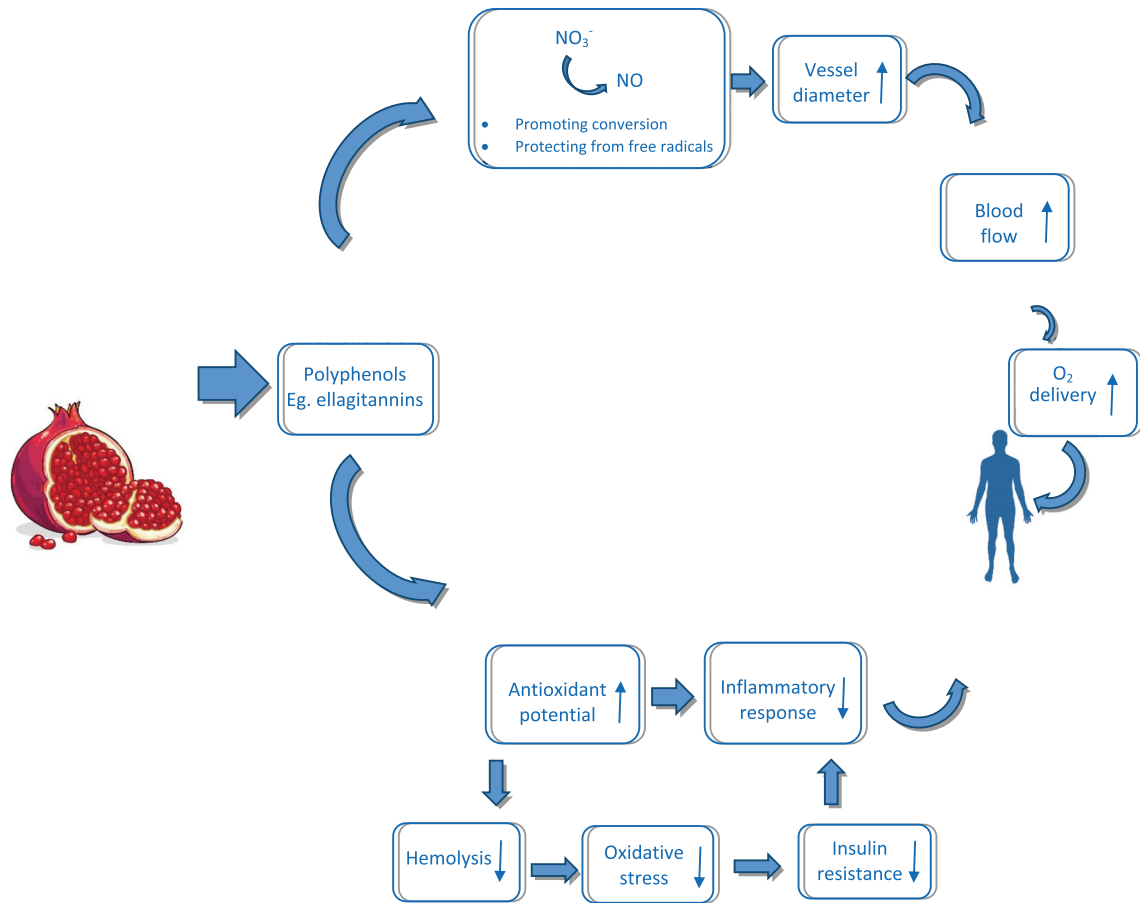 NO₃⁻
NO
• Promoting conversion
• Protecting from free radicals
Vessel
diameter
Blood
flow
O₂
delivery
Polyphenols
Eg. ellagitannins
Antioxidant
potential
Inflammatory
response
Hemolysis
Oxidative
stress
Insulin
resistance